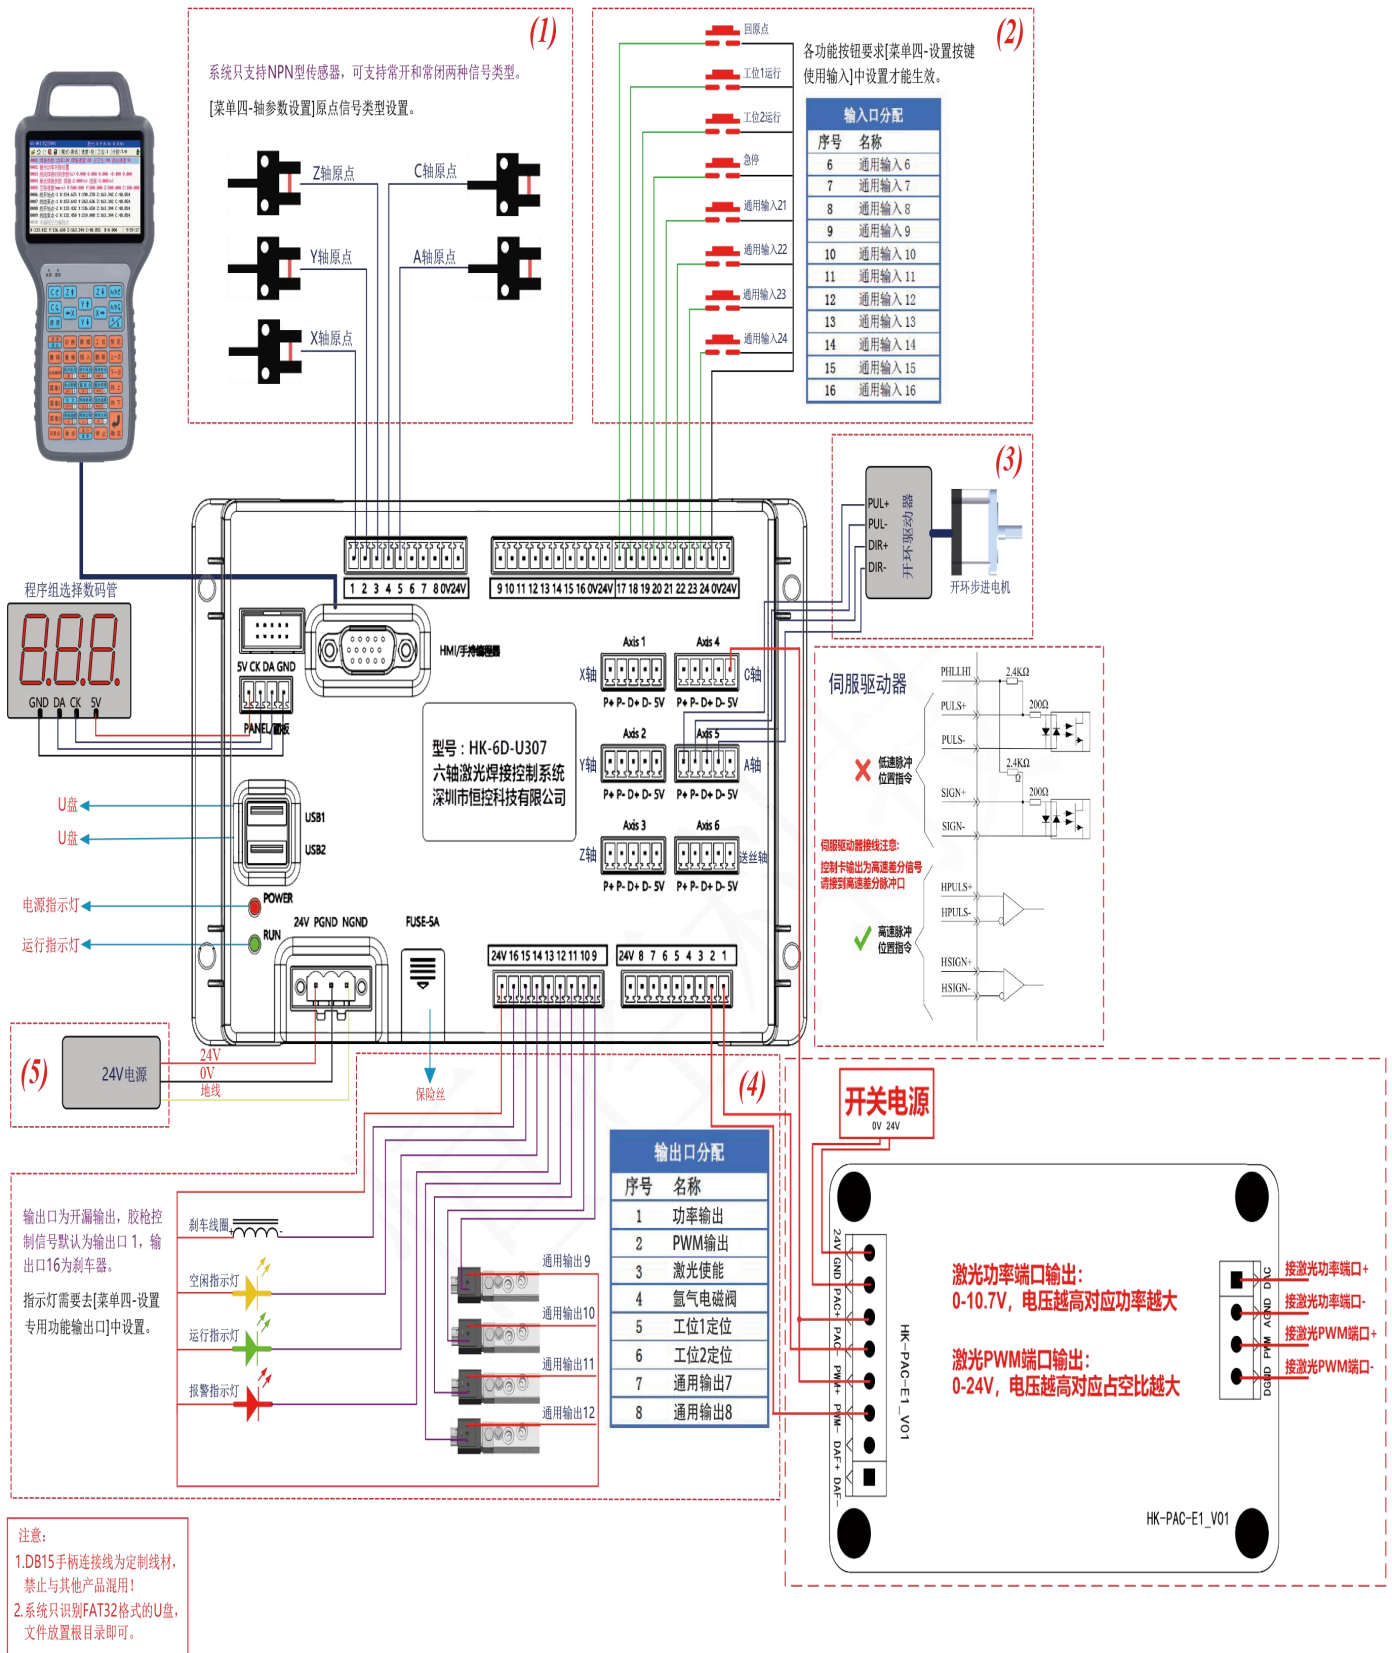 (1)
系统只支持NPN型传感器，可支持常开和常闭两种信号类型。
[菜单四-轴参数设置]原点信号类型设置。
Z轴原点
C轴原点
Y轴原点
A轴原点
X轴原点
(2)
回原点
工位1运行
工位2运行
急停
通用输入21
通用输入22
通用输入23
通用输入24
各功能按钮要求[菜单四-设置按键
使用输入]中设置才能生效。
输入口分配
序号 名称
6 通用输入 6
7 通用输入 7
8 通用输入 8
9 通用输入 9
10 通用输入 10
11 通用输入 11
12 通用输入 12
13 通用输入 13
14 通用输入 14
15 通用输入 15
16 通用输入 16
(3)
PUL+
PUL-
DIR+
DIR-
开环驱动器
开环步进电机
1 2 3 4 5 6 7 8 0V24V
9 10 11 12 13 14 15 16 0V24V
17 18 19 20 21 22 23 24 0V24V
程序组选择数码管
GND DA CK 5V
5V CK DA GND
PANEL/面板
HMI/手持编程器
Axis 1
X轴
P+ P- D+ D- 5V
Axis 4
C轴
P+ P- D+ D- 5V
Axis 2
Y轴
P+ P- D+ D- 5V
Axis 5
A轴
P+ P- D+ D- 5V
Axis 3
Z轴
P+ P- D+ D- 5V
Axis 6
送丝轴
P+ P- D+ D- 5V
型号：HK-6D-U307
六轴激光焊接控制系统
深圳市恒控科技有限公司
U盘
U盘
USB1
USB2
电源指示灯
POWER
运行指示灯
RUN
24V PGND NGND
FUSE-5A
24V 16 15 14 13 12 11 10 9
24V 8 7 6 5 4 3 2 1
保险丝
伺服驱动器
PHLLHI
PULS+
PULS-
SIGN+
SIGN-
2.4KΩ
200Ω
2.4KΩ
Ω
200Ω
低速脉冲
位置指令
伺服驱动器接线注意:
控制卡输出为高速差分信号
请接到高速差分脉冲口
HPULS+
HPULS-
HSIGN+
HSIGN-
高速脉冲
位置指令
(5)
24V电源
24V
0V
地线
(4)
输出口为开漏输出，胶枪控
制信号默认为输出口 1，输
出口16为刹车器。
指示灯需要去[菜单四-设置
专用功能输出口]中设置。
刹车线圈
+
-
空闲指示灯
运行指示灯
报警指示灯
通用输出9
通用输出10
通用输出11
通用输出12
输出口分配
序号 名称
1 功率输出
2 PWM输出
3 激光使能
4 氩气电磁阀
5 工位1定位
6 工位2定位
7 通用输出7
8 通用输出8
开关电源
0V 24V
24V GND PAC+ PAC- PWM+ PWM- DAF+ DAF-
HK-PAC-E1_V01
激光功率端口输出：
0-10.7V，电压越高对应功率越大
激光PWM端口输出：
0-24V，电压越高对应占空比越大
DAC AGND PWM DGND
接激光功率端口+
接激光功率端口-
接激光PWM端口+
接激光PWM端口-
HK-PAC-E1_V01
注意：
1.DB15手柄连接线为定制线材，
禁止与其他产品混用！
2.系统只识别FAT32格式的U盘，
文件放置根目录即可。